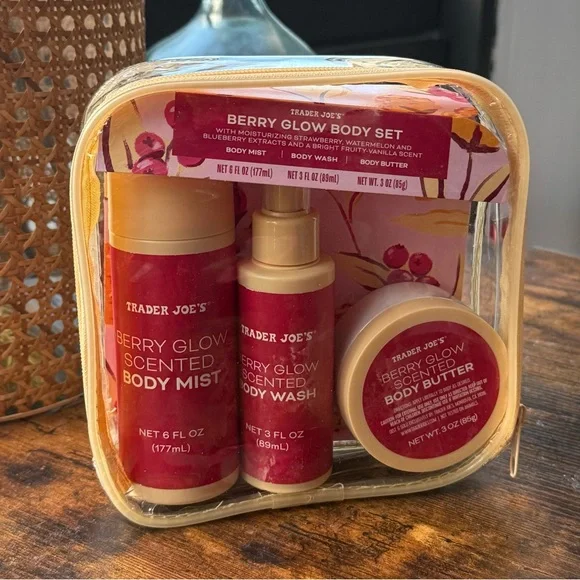 TRADER JOE'S
BERRY GLOW BODY SET
WITH MOISTURIZING STRAWBERRY, WATERMELON AND
BLUEBERRY EXTRACTS AND A BRIGHT FRUITY-VANILLA SCENT
BODY MIST | BODY WASH | BODY BUTTER
NET 6 FL OZ (177mL) NET 3 FL OZ (89ml) NET WT. 3 OZ (85g)
TRADER JOE'S
BERRY GLOW
SCENTED
BODY MIST
NET 6 FL OZ
(177mL)
TRADER JOE'S
ERRY GLOW
SCENTED
BODY WASH
NET 3 FL OZ
(89mL)
TRADER JOE'S
BERRY GLOW
SCENTED
BODY BUTTER
NET WT. 3 OZ (85g)